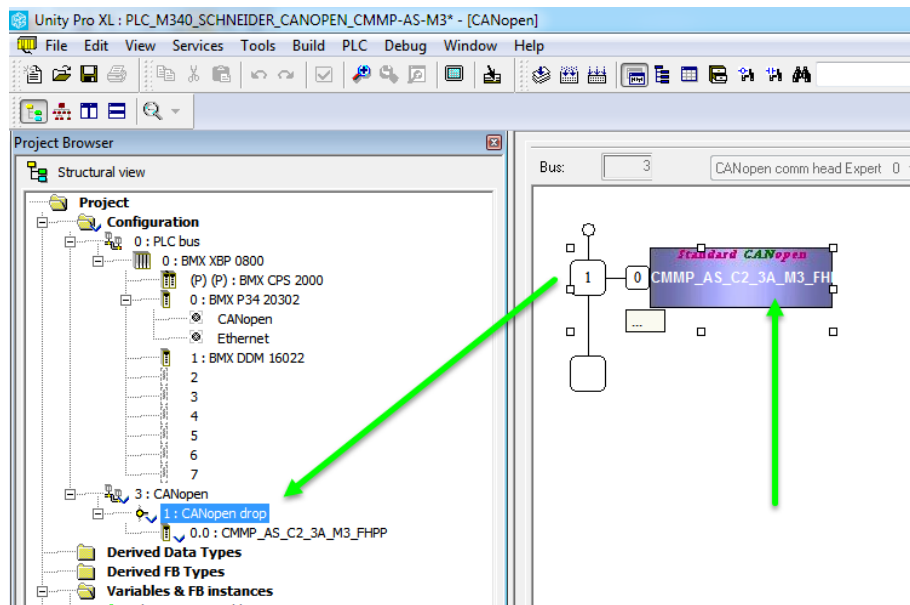 Unity Pro XL : PLC_M340_SCHNEIDER_CANOPEN_CMMP-AS-M3* - [CANopen]
File Edit View Services Tools Build PLC Debug Window Help
Project Browser
Structural view
Project
Configuration
0 : PLC bus
0 : BMX XBP 0800
(P) (P) : BMX CPS 2000
0 : BMX P34 20302
CANopen
Ethernet
1 : BMX DDM 16022
2
3
4
5
6
7
3 : CANopen
1 : CANopen drop
0.0 : CMMP_AS_C2_3A_M3_FHPP
Derived Data Types
Derived FB Types
Variables & FB instances
Bus: 3 CANopen comm head Expert 0
Standard CANopen
1 0 CMMP_AS_C2_3A_M3_FH
...